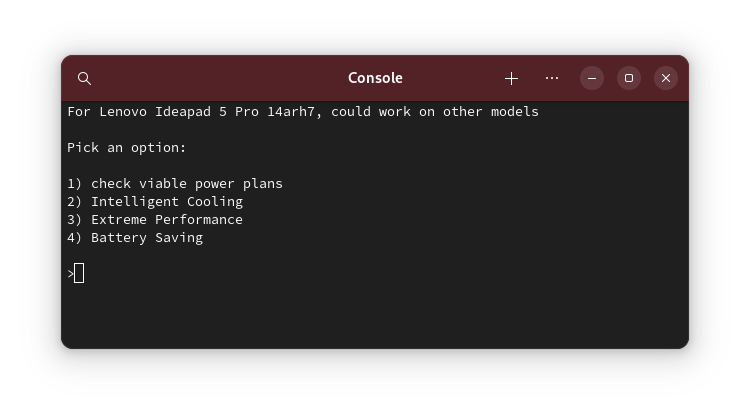 Console
For Lenovo Ideapad 5 Pro 14arh7, could work on other models
Pick an option:
1) check viable power plans
2) Intelligent Cooling
3) Extreme Performance
4) Battery Saving
>